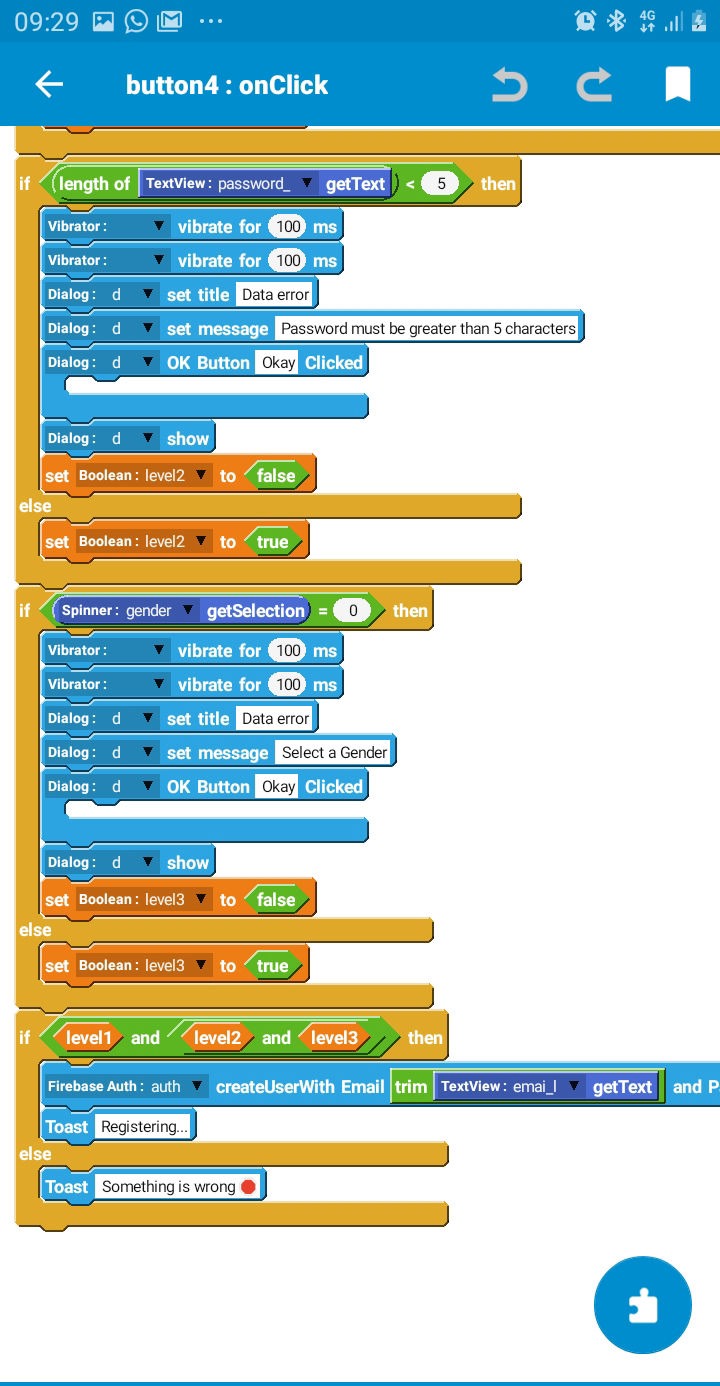 09:29 4G
button4 : onClick
if length of TextView : password_ getText < 5 then
Vibrator : vibrate for 100 ms
Vibrator : vibrate for 100 ms
Dialog : d set title Data error
Dialog : d set message Password must be greater than 5 characters
Dialog : d OK Button Okay Clicked
Dialog : d show
set Boolean : level2 to false
else
set Boolean : level2 to true
if Spinner : gender getSelection = 0 then
Vibrator : vibrate for 100 ms
Vibrator : vibrate for 100 ms
Dialog : d set title Data error
Dialog : d set message Select a Gender
Dialog : d OK Button Okay Clicked
Dialog : d show
set Boolean : level3 to false
else
set Boolean : level3 to true
if level1 and level2 and level3 then
Firebase Auth : auth createUserWith Email trim TextView : emai_l getText and P
Toast Registering...
else
Toast Something is wrong